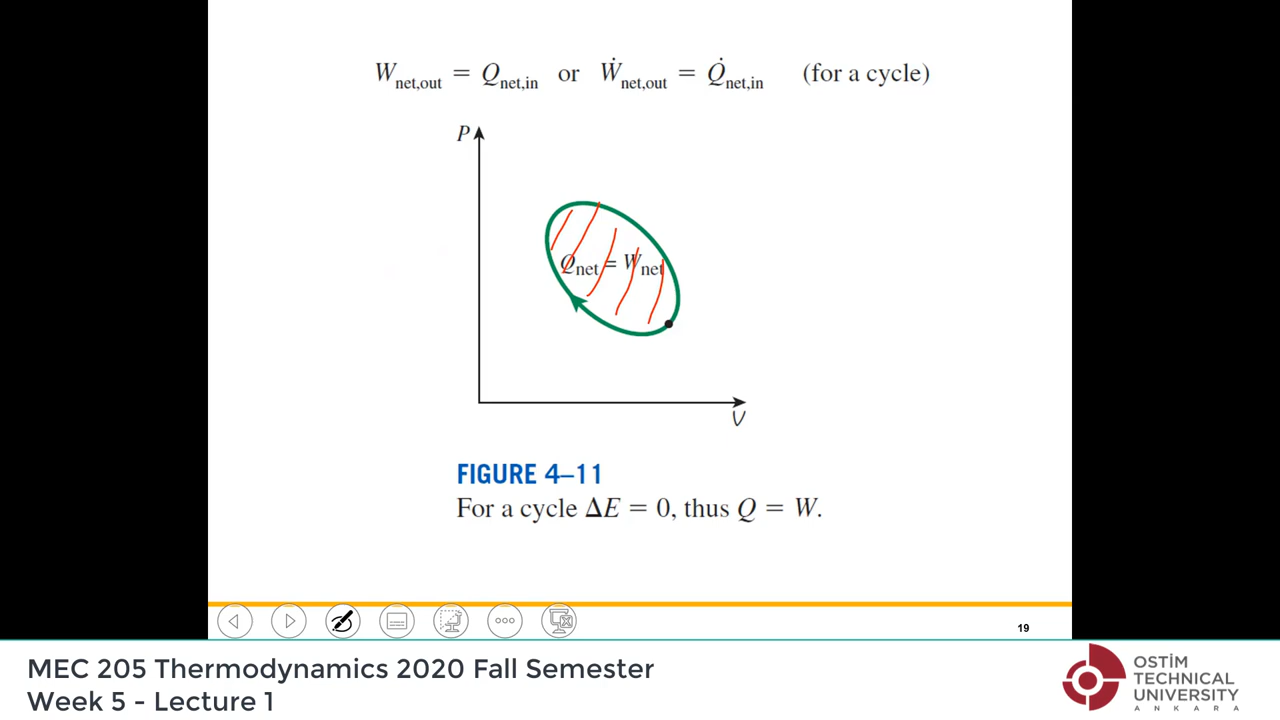 W_net,out = Q_net,in or Ẇ_net,out = Q̇_net,in (for a cycle)
P
Q_net = W_net
V
FIGURE 4–11
For a cycle ΔE = 0, thus Q = W.
19
MEC 205 Thermodynamics 2020 Fall Semester
Week 5 - Lecture 1
OSTİM
TECHNICAL
UNIVERSITY
ANKARA